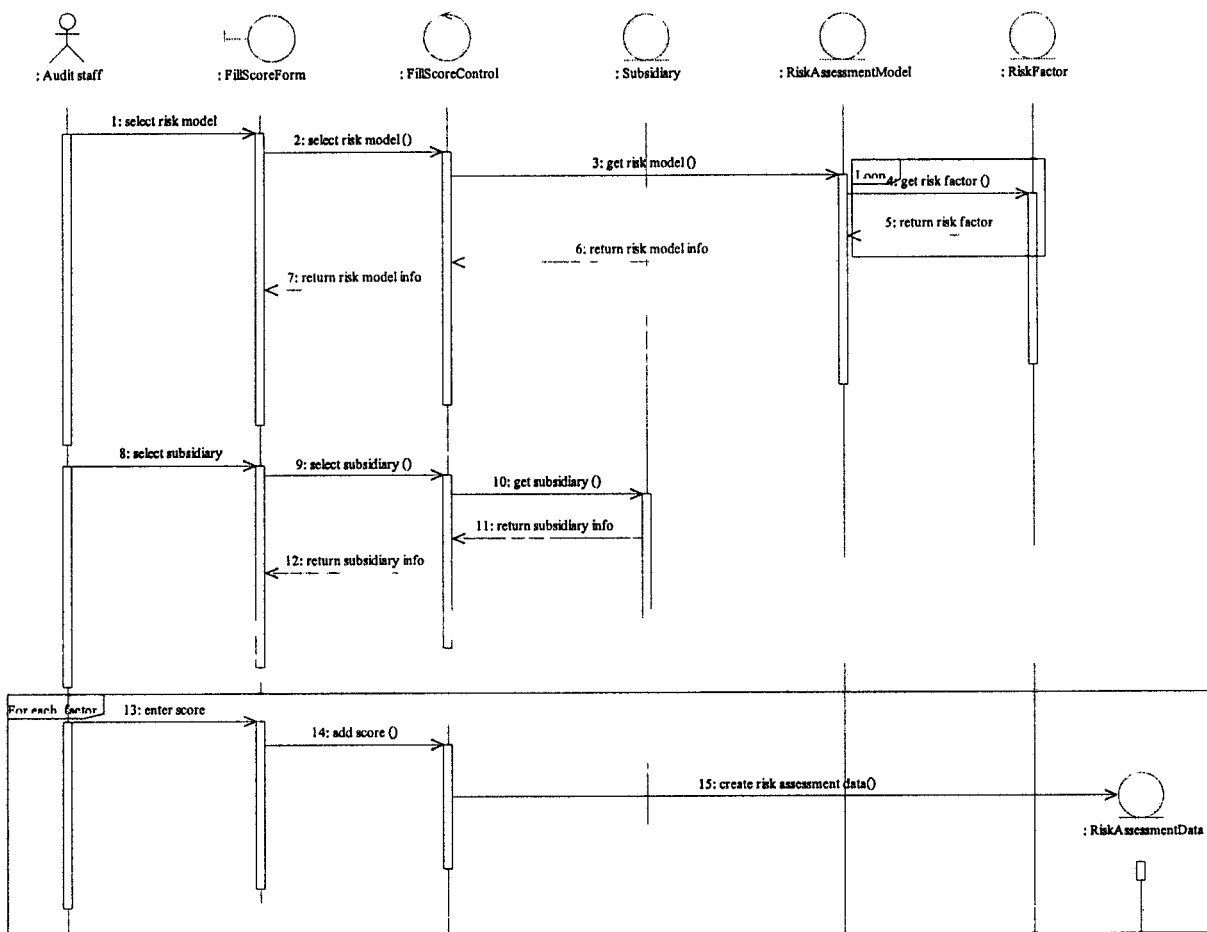 : Audit staff
: FillScoreForm
: FillScoreControl
: Subsidiary
: RiskAssessmentModel
: RiskFactor
1: select risk model
2: select risk model ()
3: get risk model ()
Loop
4: get risk factor ()
5: return risk factor
6: return risk model info
7: return risk model info
8: select subsidiary
9: select subsidiary ()
10: get subsidiary ()
11: return subsidiary info
12: return subsidiary info
For each factor
13: enter score
14: add score ()
15: create risk assessment data()
: RiskAssessmentData